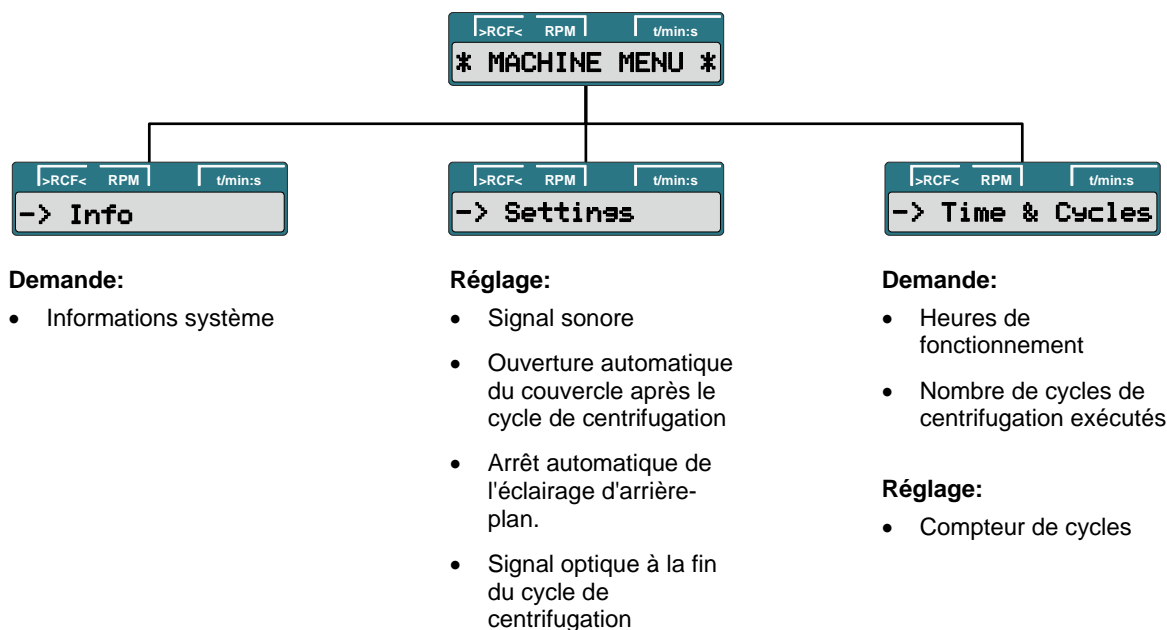 >RCF< RPM t/min:s
* MACHINE MENU *
>RCF< RPM t/min:s
-> Info
Demande:
• Informations système
>RCF< RPM t/min:s
-> Settings
Réglage:
• Signal sonore
• Ouverture automatique
du couvercle après le
cycle de centrifugation
• Arrêt automatique de
l'éclairage d'arrière-
plan.
• Signal optique à la fin
du cycle de
centrifugation
>RCF< RPM t/min:s
-> Time & Cycles
Demande:
• Heures de
fonctionnement
• Nombre de cycles de
centrifugation exécutés
Réglage:
• Compteur de cycles